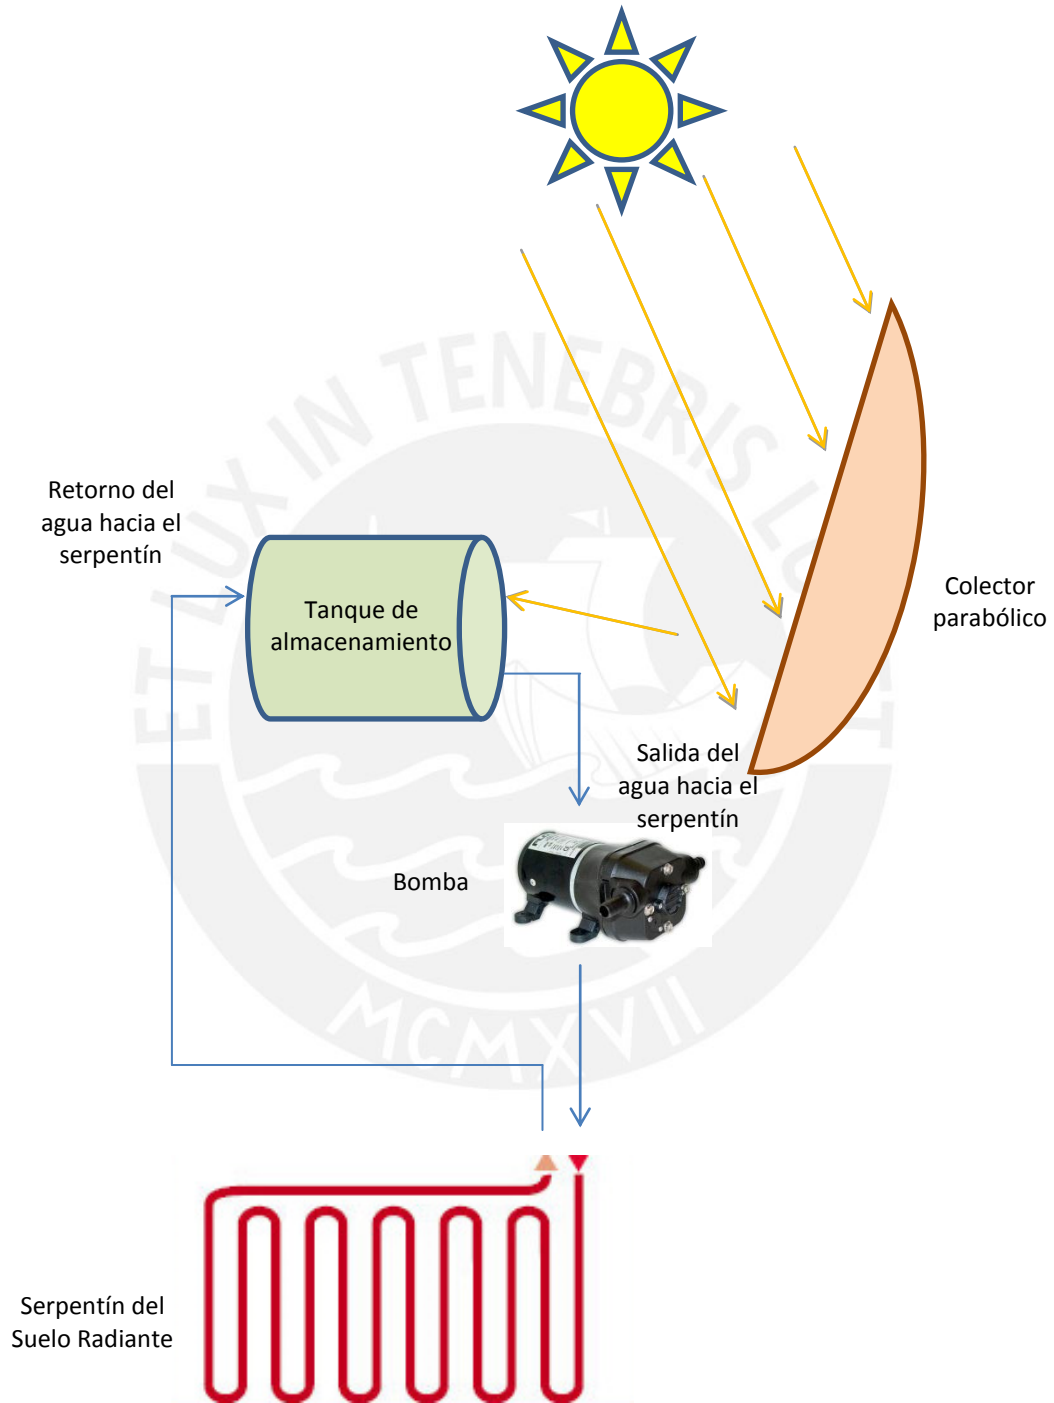 ET LUX IN TENEBRIS LUCET
Retorno del
agua hacia el
serpentín
Tanque de
almacenamiento
Colector
parabólico
Salida del
agua hacia el
serpentín
Bomba
MCMXVII
Serpentín del
Suelo Radiante